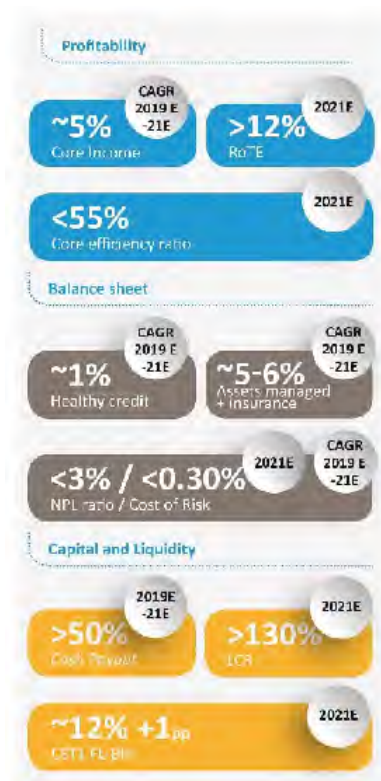 Profitability
CAGR
2019 E
-21E
~5%
Core Income
2021E
>12%
RoTE
2021E
<55%
Core efficiency ratio
Balance sheet
CAGR
2019 E
-21E
~1%
Healthy credit
CAGR
2019 E
-21E
~5-6%
Assets managed
+ insurance
2021E
CAGR
2019 E
-21E
<3% / <0.30%
NPL ratio / Cost of Risk
Capital and Liquidity
2019E
-21E
>50%
Cash Payout
2021E
>130%
LCR
2021E
~12% +1pp
CET1 FL